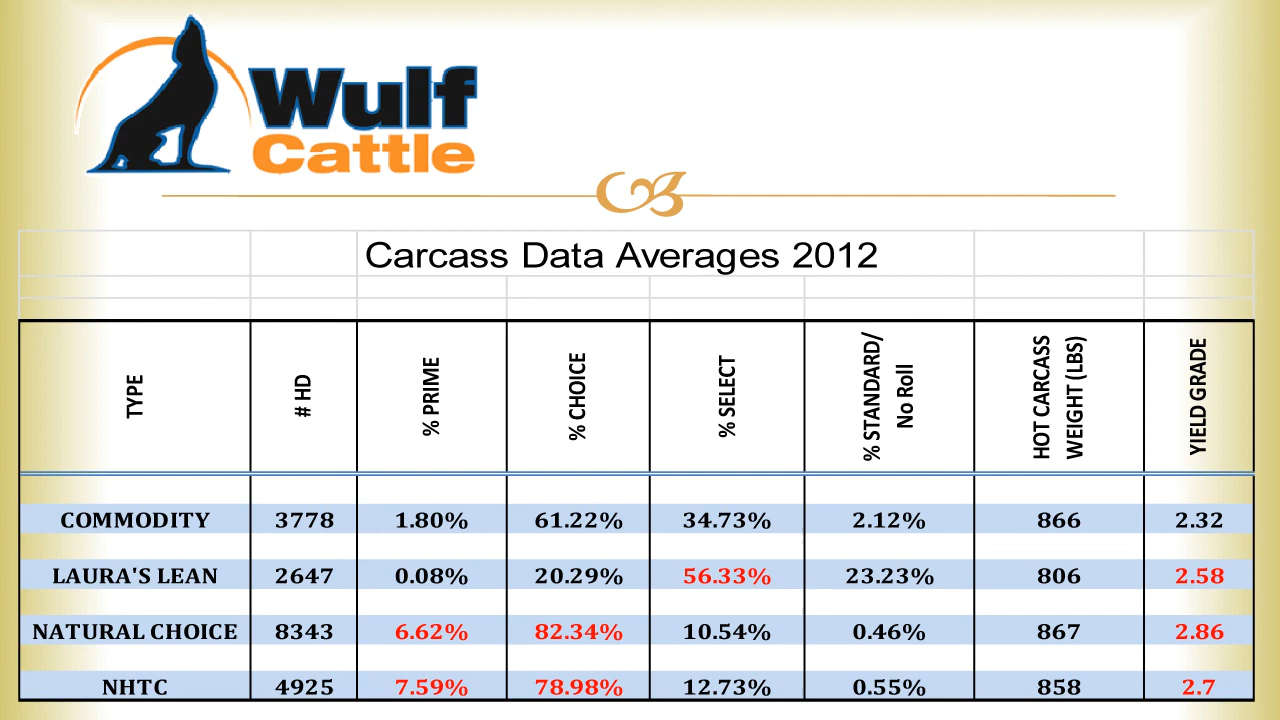 Wulf
Cattle
Carcass Data Averages 2012
TYPE # HD % PRIME % CHOICE % SELECT % STANDARD/ No Roll HOT CARCASS WEIGHT (LBS) YIELD GRADE
COMMODITY 3778 1.80% 61.22% 34.73% 2.12% 866 2.32
LAURA'S LEAN 2647 0.08% 20.29% 56.33% 23.23% 806 2.58
NATURAL CHOICE 8343 6.62% 82.34% 10.54% 0.46% 867 2.86
NHTC 4925 7.59% 78.98% 12.73% 0.55% 858 2.7